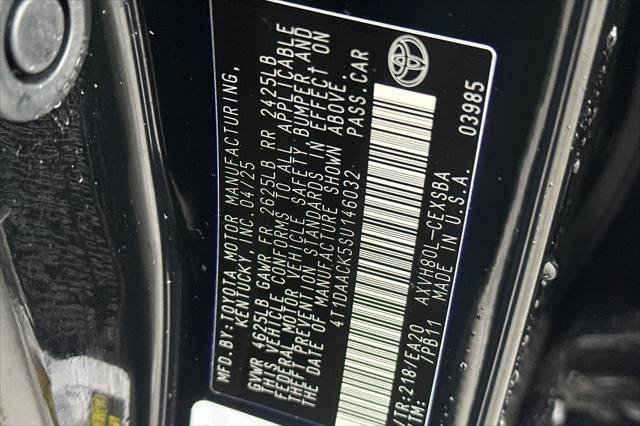 MFD.BY:TOYOTA MOTOR MANUFACTURING,
KENTUCKY, INC. 04/25
GVWR 4625LB GAWR FR 2625LB RR 2425LB
THIS VEHICLE CONFORMS TO ALL APPLICABLE
FEDERAL MOTOR VEHICLE SAFETY, BUMPER, AND
THEFT PREVENTION STANDARDS IN EFFECT ON
THE DATE OF MANUFACTURE SHOWN ABOVE.
4T1DAACK5SU146032 PASS.CAR
C/TR:218/EA20 AXVH80L-CEXSBA
/PB11 MADE IN U.S.A. 03985